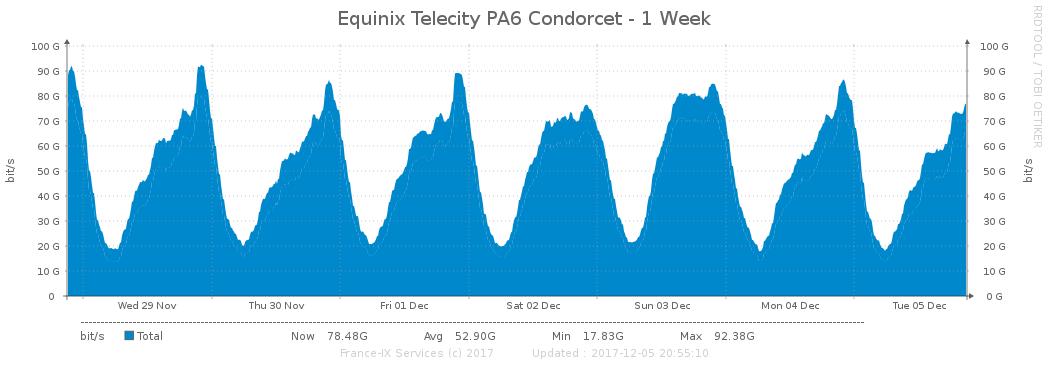 Equinix Telecity PA6 Condorcet - 1 Week
RRDTOOL / TOBI OETIKER
bit/s
bit/s
100 G
90 G
80 G
70 G
60 G
50 G
40 G
30 G
20 G
10 G
0
100 G
90 G
80 G
70 G
60 G
50 G
40 G
30 G
20 G
10 G
0 G
Wed 29 Nov Thu 30 Nov Fri 01 Dec Sat 02 Dec Sun 03 Dec Mon 04 Dec Tue 05 Dec
bit/s Total Now 78.48G Avg 52.90G Min 17.83G Max 92.38G
France-IX Services (c) 2017 Updated : 2017-12-05 20:55:10